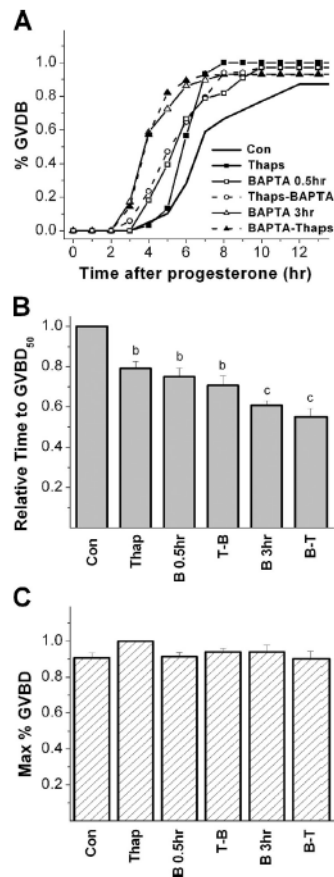 A
% GVDB
1.0
0.8
0.6
0.4
0.2
0.0
Con
Thaps
BAPTA 0.5hr
Thaps-BAPTA
BAPTA 3hr
BAPTA-Thaps
0 2 4 6 8 10 12
Time after progesterone (hr)
B
Relative Time to GVBD50
1.0
0.8
0.6
0.4
0.2
b
b
b
c
c
Con
Thap
B 0.5hr
T-B
B 3hr
B-T
C
Max % GVBD
1.0
0.8
0.6
0.4
0.2
Con
Thap
B 0.5hr
T-B
B 3hr
B-T